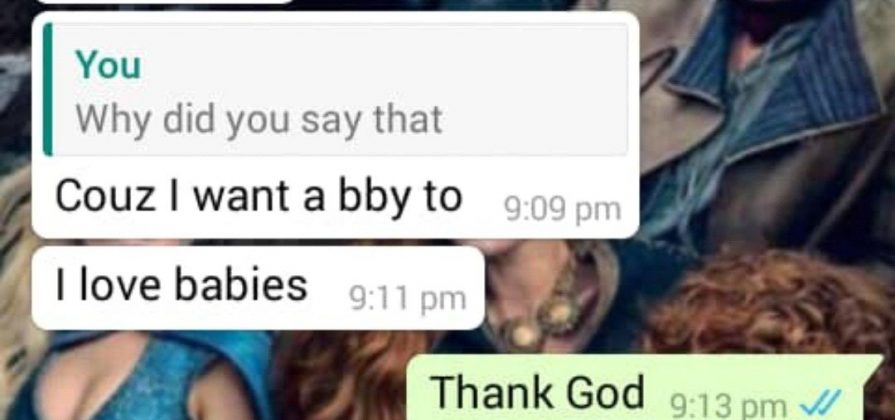 You
Why did you say that
Couz I want a bby to 9:09 pm
I love babies 9:11 pm
Thank God 9:13 pm